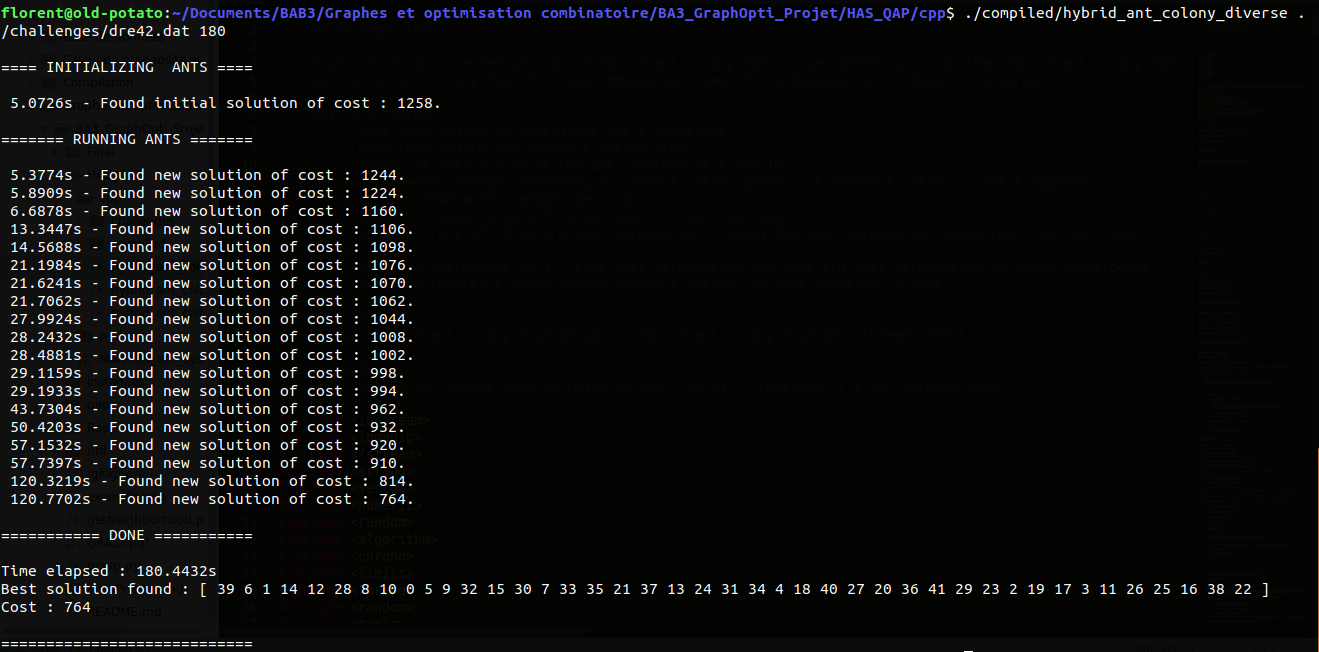 florent@old-potato:~/Documents/BAB3/Graphes et optimisation combinatoire/BA3_GraphOpti_Projet/HAS_QAP/cpp$ ./compiled/hybrid_ant_colony_diverse .
/challenges/dre42.dat 180
==== INITIALIZING  ANTS ====
5.0726s - Found initial solution of cost : 1258.
======= RUNNING ANTS =======
5.3774s - Found new solution of cost : 1244.
5.8909s - Found new solution of cost : 1224.
6.6878s - Found new solution of cost : 1160.
13.3447s - Found new solution of cost : 1106.
14.5688s - Found new solution of cost : 1098.
21.1984s - Found new solution of cost : 1076.
21.6241s - Found new solution of cost : 1070.
21.7062s - Found new solution of cost : 1062.
27.9924s - Found new solution of cost : 1044.
28.2432s - Found new solution of cost : 1008.
28.4881s - Found new solution of cost : 1002.
29.1159s - Found new solution of cost : 998.
29.1933s - Found new solution of cost : 994.
43.7304s - Found new solution of cost : 962.
50.4203s - Found new solution of cost : 932.
57.1532s - Found new solution of cost : 920.
57.7397s - Found new solution of cost : 910.
120.3219s - Found new solution of cost : 814.
120.7702s - Found new solution of cost : 764.
=========== DONE ===========
Time elapsed : 180.4432s
Best solution found : [ 39 6 1 14 12 28 8 10 0 5 9 32 15 30 7 33 35 21 37 13 24 31 34 4 18 40 27 20 36 41 29 23 2 19 17 3 11 26 25 16 38 22 ]
Cost : 764
============================